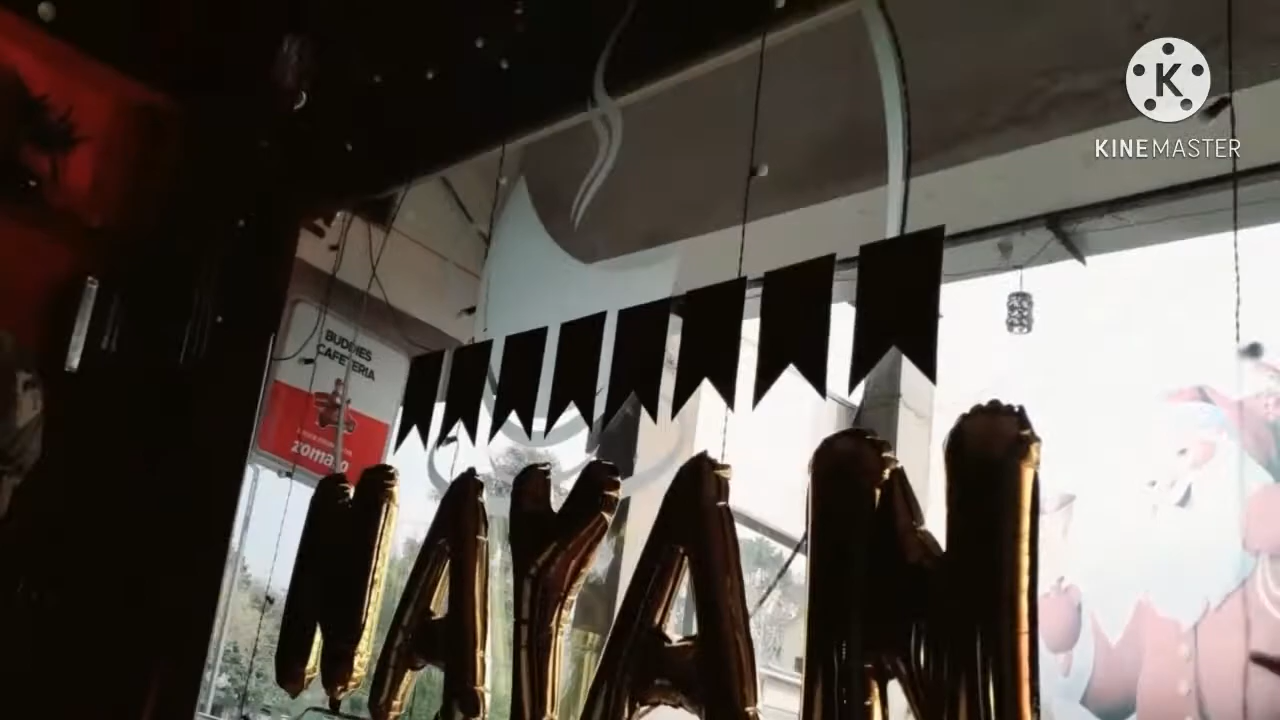 K
KINEMASTER
BUDDIES
CAFETERIA
zomato
NAYAN